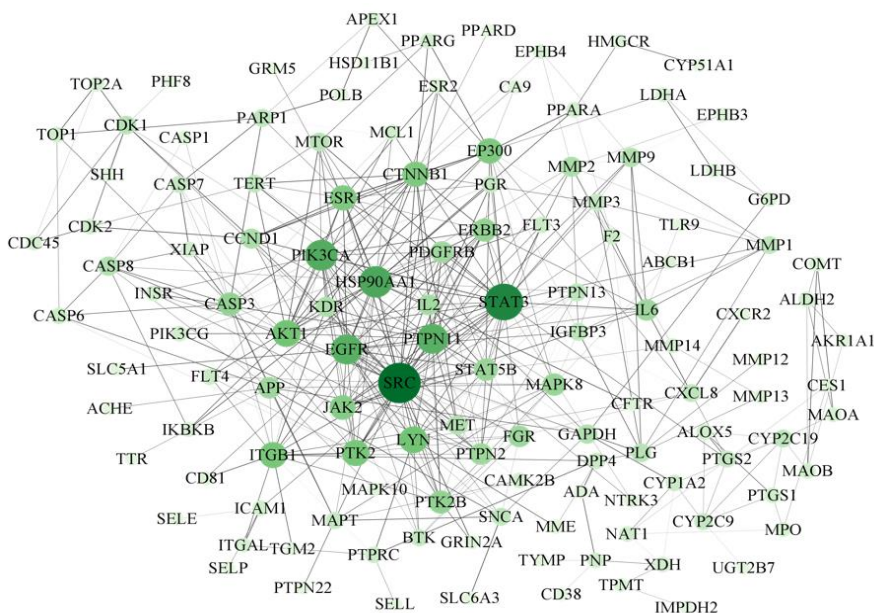 APEX1
PPARG
PPARD
EPHB4
HMGCR
CYP51A1
HSD11B1
GRM5
TOP2A
PHF8
POLB
ESR2
CA9
LDHA
EPHB3
PPARA
PARP1
CDK1
TOP1
CASP1
MTOR
MCL1
EP300
MMP2
MMP9
LDHB
SHH
CASP7
TERT
CTNNB1
PGR
G6PD
ESR1
MMP3
CDK2
CDC45
CCND1
ERBB2
FLT3
F2
TLR9
MMP1
XIAP
PIK3CA
PDGFRB
CASP8
HSP90AA1
ABCB1
COMT
INSR
CASP3
KDR
IL2
STAT3
PTPN13
IL6
CXCR2
ALDH2
CASP6
PIK3CG
AKT1
PTPN11
IGFBP3
AKR1A1
EGFR
MMP14
MMP12
SLC5A1
FLT4
APP
SRC
STAT5B
MAPK8
CFTR
CXCL8
MMP13
CES1
ACHE
JAK2
MAOA
IKBKB
MET
FGR
GAPDH
ALOX5
CYP2C19
TTR
ITGB1
PTK2
LYN
PTPN2
PLG
PTGS2
CD81
DPP4
CYP1A2
MAOB
MAPK10
CAMK2B
ADA
NTRK3
PTGS1
SELE
ICAM1
PTK2B
MAPT
SNCA
MME
NAT1
CYP2C9
MPO
ITGAL
TGM2
BTK
GRIN2A
SELP
PTPRC
TYMP
PNP
XDH
UGT2B7
PTPN22
SELL
SLC6A3
CD38
TPMT
IMPDH2